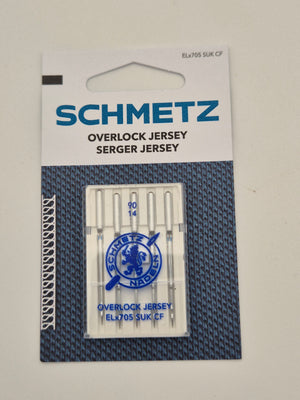 ELx705 SUK CF
SCHMETZ
OVERLOCK JERSEY
SERGER JERSEY
90
14
SCHMETZ
NADELN
OVERLOCK JERSEY
ELx705 SUK CF